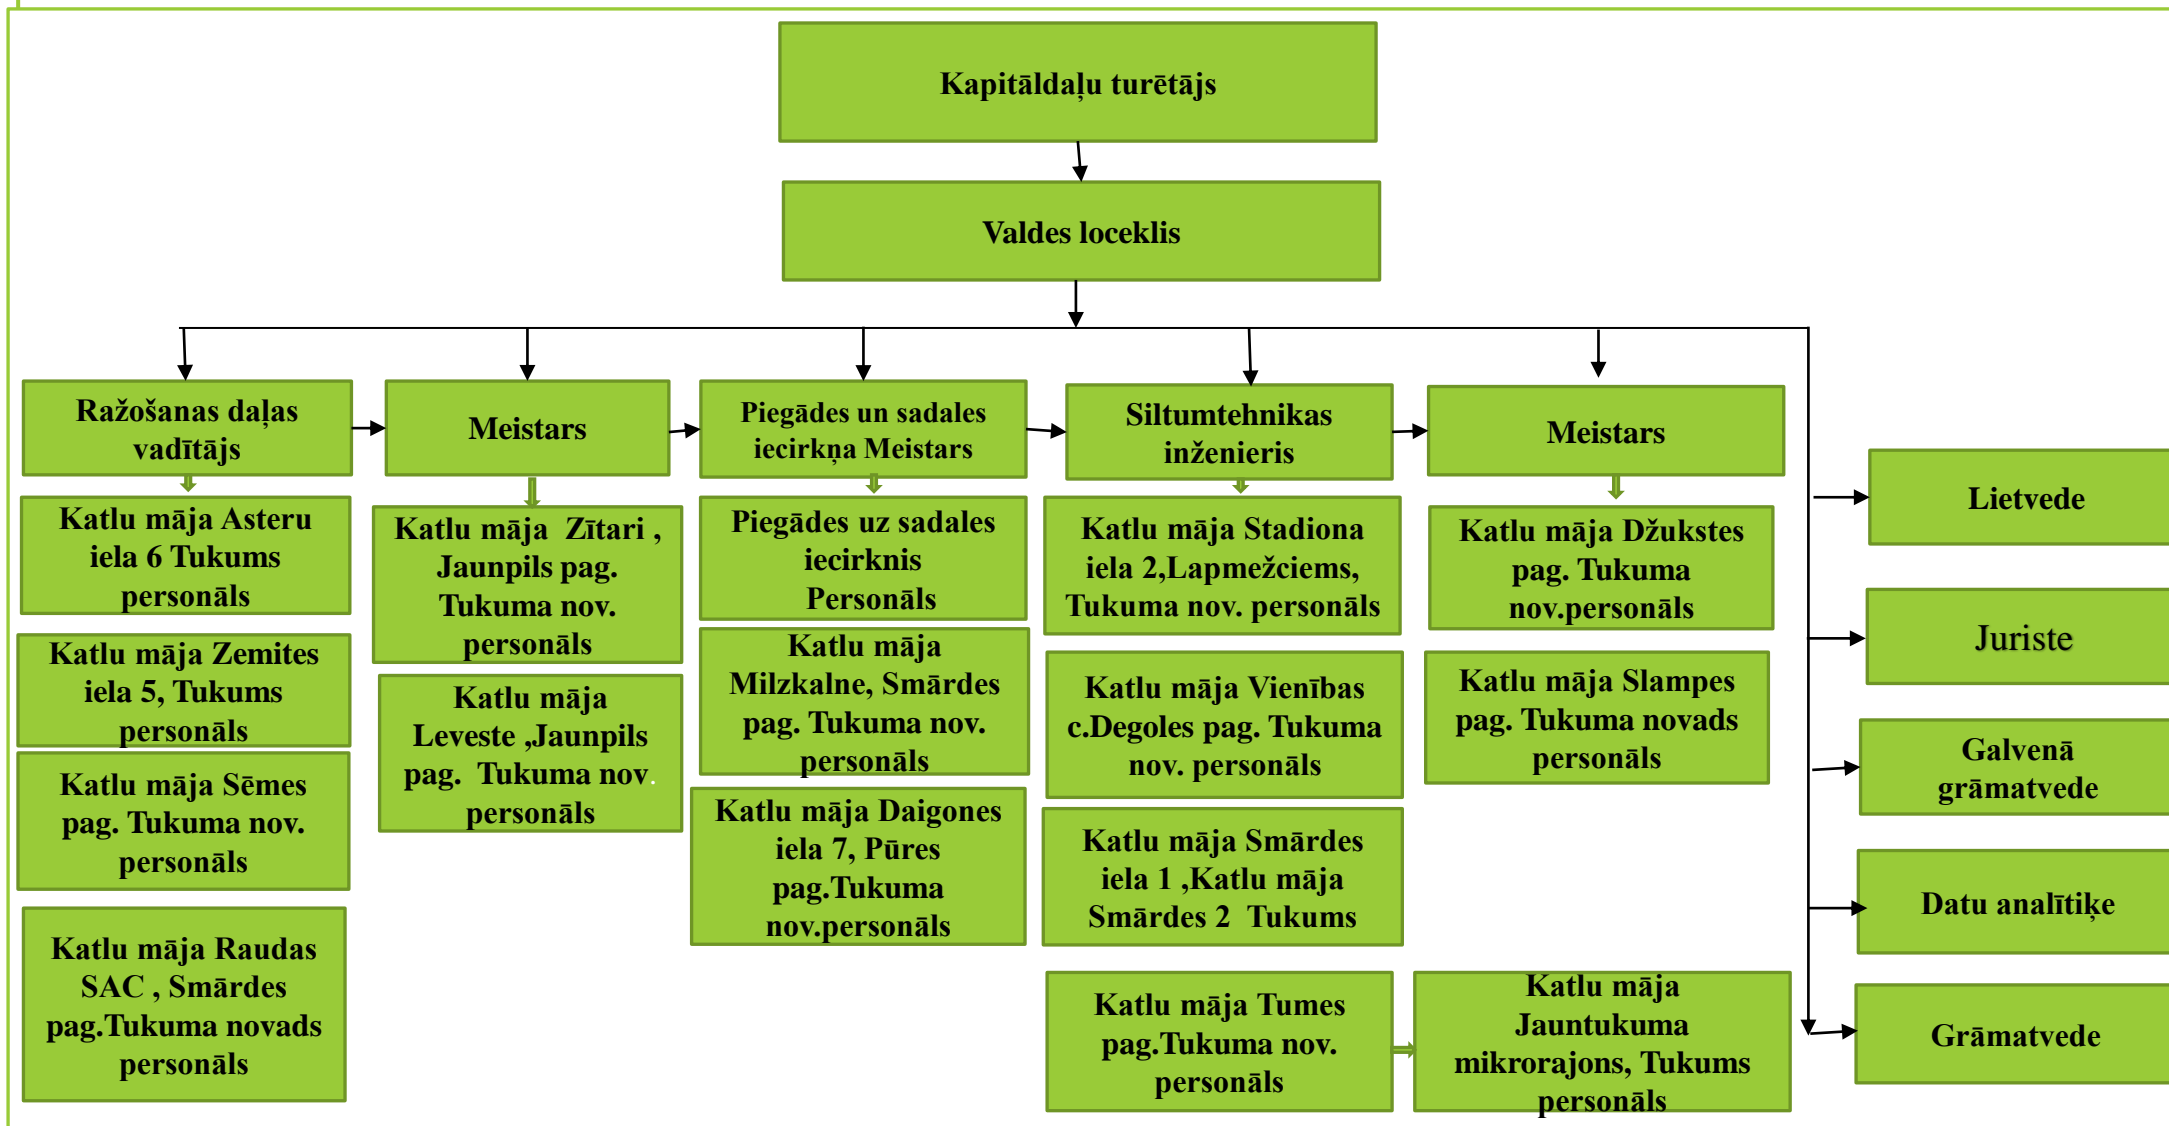 Kapitāldaļu turētājs
Valdes loceklis
Ražošanas daļas
vadītājs
Meistars
Piegādes un sadales
iecirkņa Meistars
Siltumtehnikas
inženieris
Meistars
Katlu māja Asteru
iela 6 Tukums
personāls
Katlu māja Zemites
iela 5, Tukums
personāls
Katlu māja Sēmes
pag. Tukuma nov.
personāls
Katlu māja Raudas
SAC , Smārdes
pag.Tukuma novads
personāls
Katlu māja  Zītari ,
Jaunpils pag.
Tukuma nov.
personāls
Katlu māja
Leveste ,Jaunpils
pag.  Tukuma nov.
personāls
Piegādes uz sadales
iecirknis
Personāls
Katlu māja
Milzkalne, Smārdes
pag. Tukuma nov.
personāls
Katlu māja Daigones
iela 7, Pūres
pag.Tukuma
nov.personāls
Katlu māja Stadiona
iela 2,Lapmežciems,
Tukuma nov. personāls
Katlu māja Vienības
c.Degoles pag. Tukuma
nov. personāls
Katlu māja Smārdes
iela 1 ,Katlu māja
Smārdes 2  Tukums
Katlu māja Tumes
pag.Tukuma nov.
personāls
Katlu māja Džukstes
pag. Tukuma
nov.personāls
Katlu māja Slampes
pag. Tukuma novads
personāls
Katlu māja
Jauntukuma
mikrorajons, Tukums
personāls
Lietvede
Juriste
Galvenā
grāmatvede
Datu analītiķe
Grāmatvede